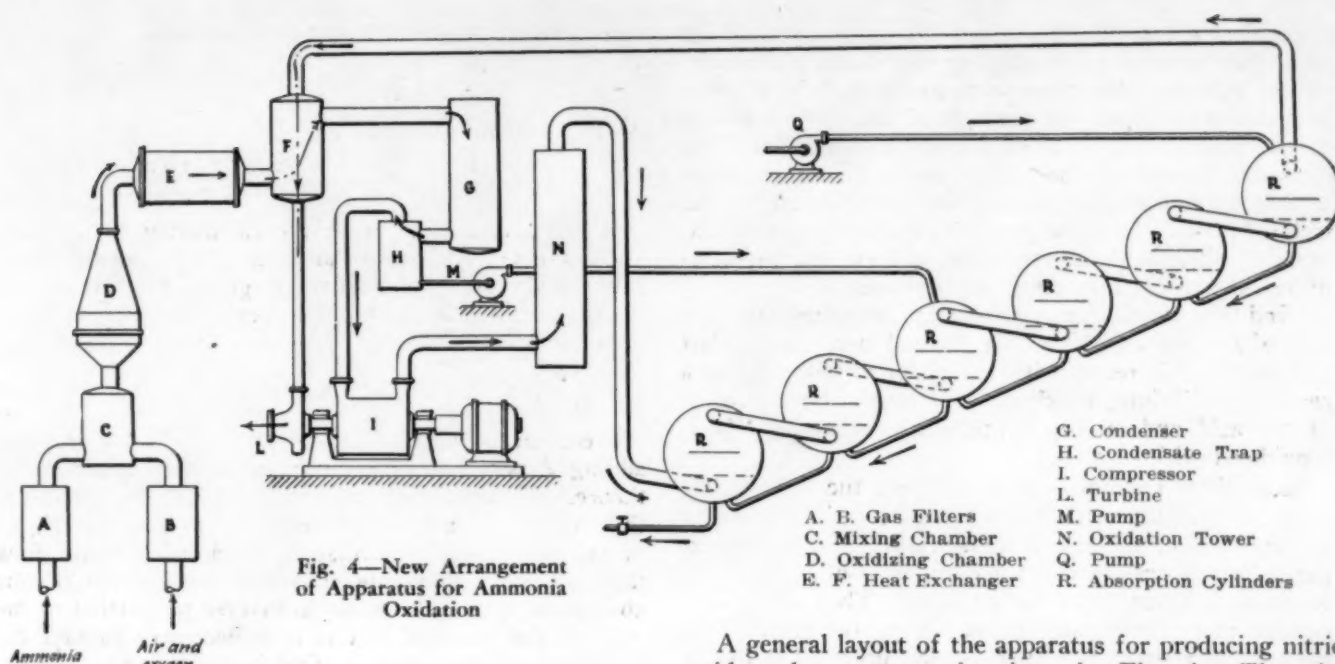 Q
F
R
E
G
R
N
H
M
R
D
R
R
I
R
L
C
A
B
G. Condenser
H. Condensate Trap
I. Compressor
L. Turbine
A. B. Gas Filters
M. Pump
C. Mixing Chamber
N. Oxidation Tower
D. Oxidizing Chamber
Q. Pump
E. F. Heat Exchanger
R. Absorption Cylinders
Fig. 4—New Arrangement
of Apparatus for Ammonia
Oxidation
Ammonia
Air and
A general layout of the apparatus for producing nitric